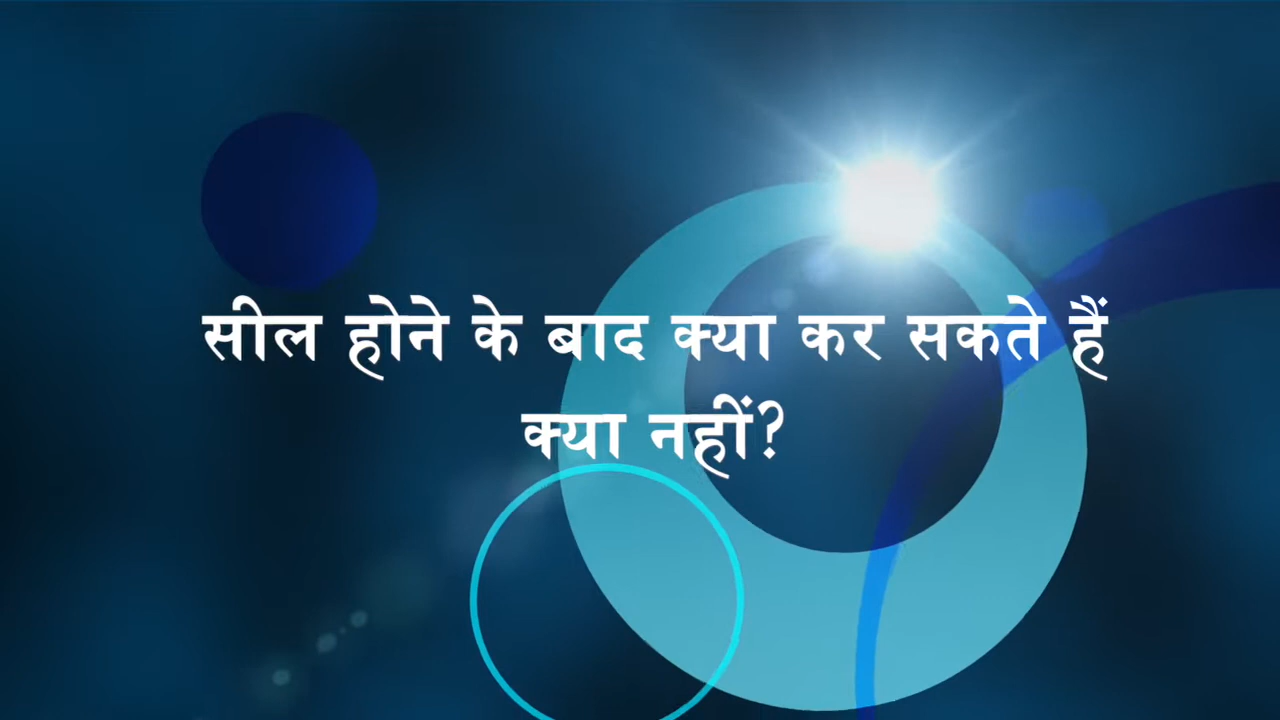 सील होने के बाद क्या कर सकते हैं
क्या नहीं?